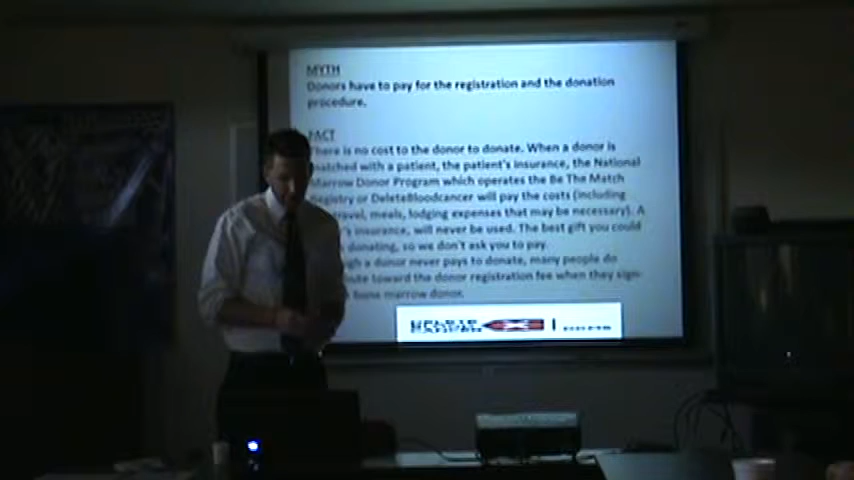 MYTH
Donors have to pay for the registration and the donation
procedure.
FACT
There is no cost to the donor to donate. When a donor is
matched with a patient, the patient's insurance, the National
Marrow Donor Program which operates the Be The Match
Registry or DeleteBloodcancer will pay the costs (including
travel, meals, lodging expenses that may be necessary). A
's insurance, will never be used. The best gift you could
donating, so we don't ask you to pay.
a donor never pays to donate, many people do
toward the donor registration fee when they sign-
bone marrow donor.